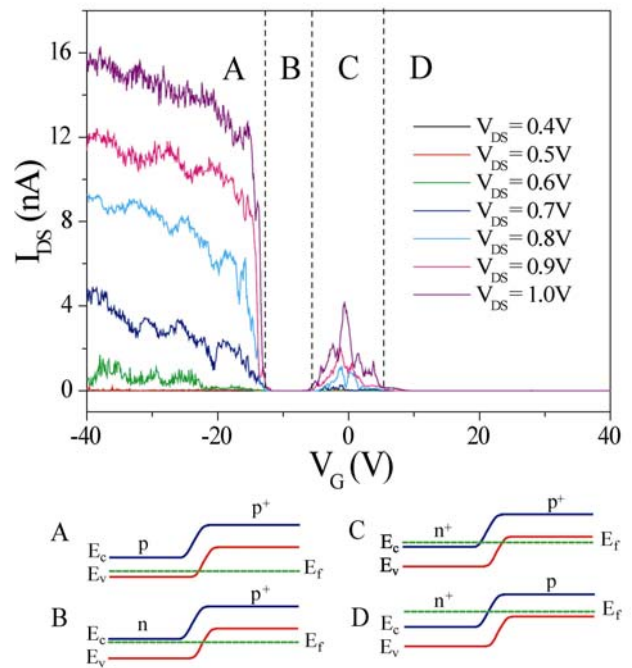 16
12
8
4
0
I_DS (nA)
A B C D
V_DS = 0.4V
V_DS = 0.5V
V_DS = 0.6V
V_DS = 0.7V
V_DS = 0.8V
V_DS = 0.9V
V_DS = 1.0V
-40 -20 0 20 40
V_G (V)
A p p+
E_c
E_v E_f
B n p+
E_c
E_v E_f
C n+ p+
E_c
E_v E_f
D n+ p
E_c
E_v E_f